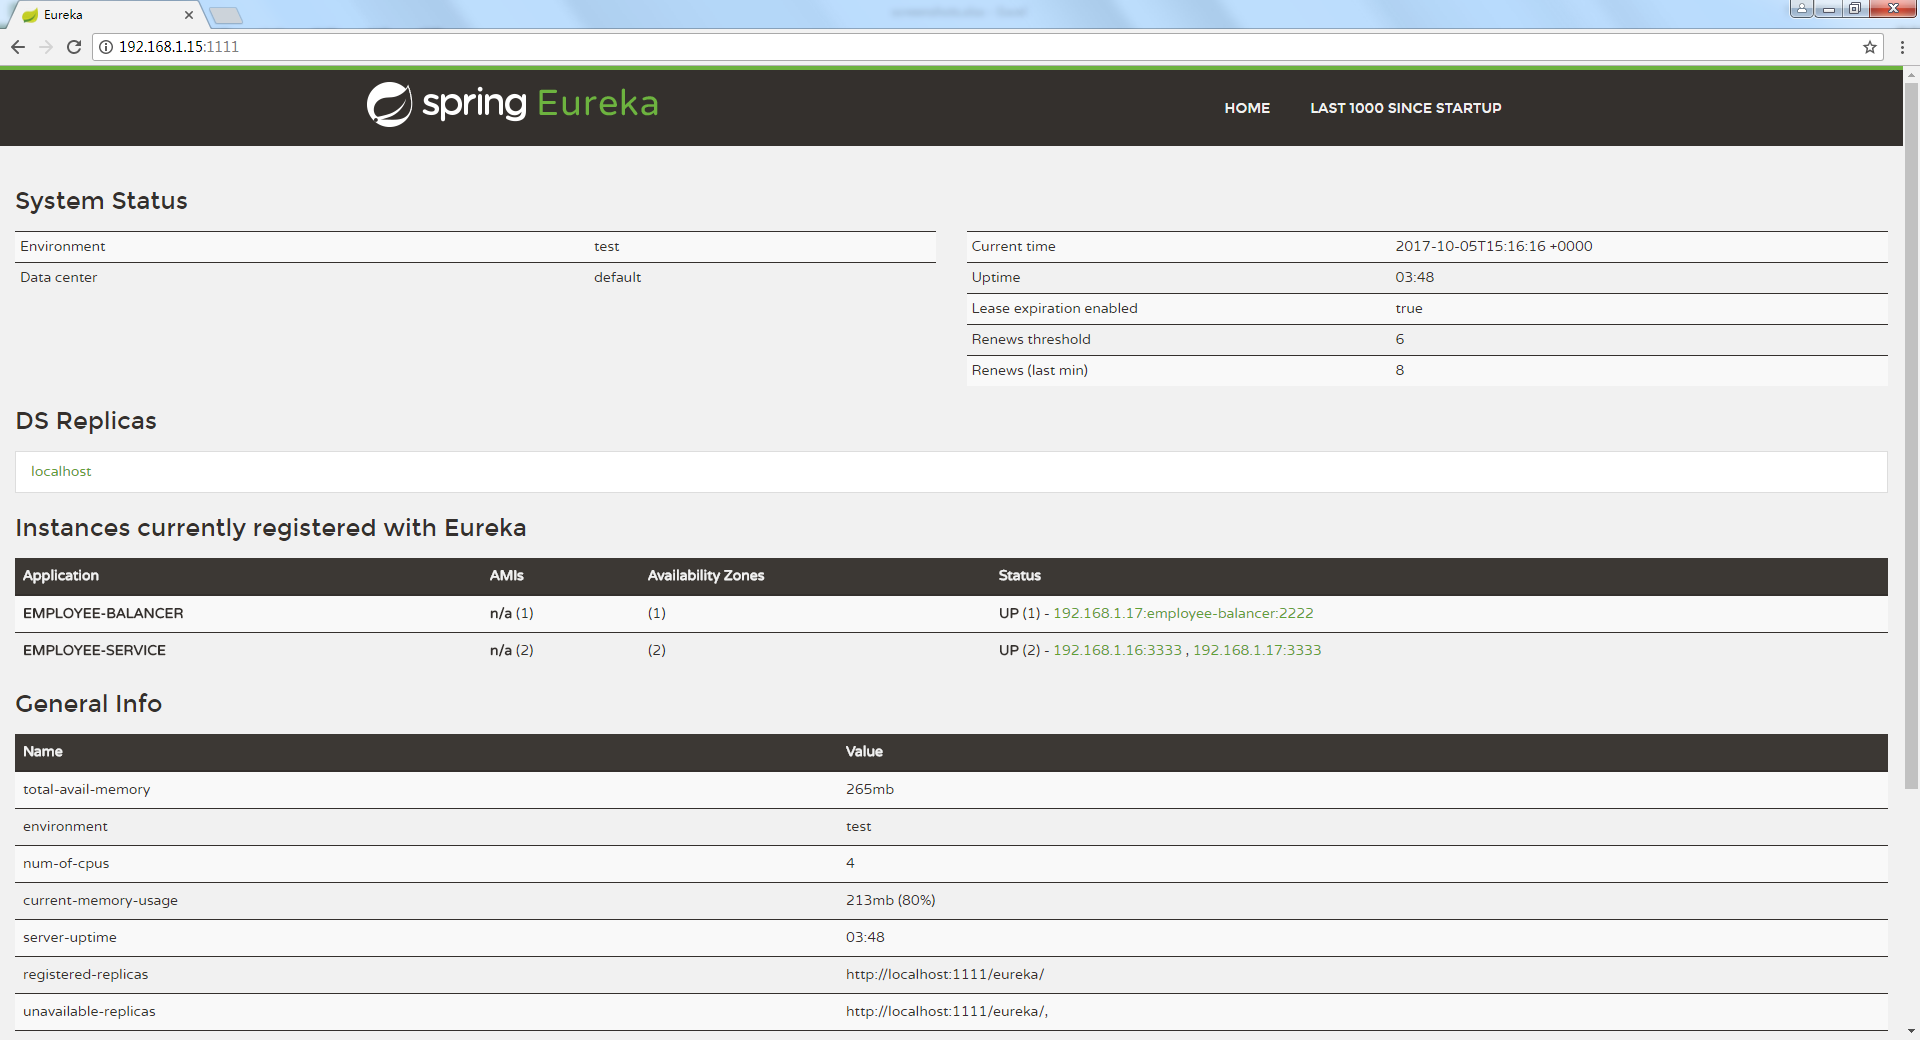 Eureka
192.168.1.15:1111
spring Eureka
HOME LAST 1000 SINCE STARTUP
System Status
Environment test
Data center default
Current time 2017-10-05T15:16:16 +0000
Uptime 03:48
Lease expiration enabled true
Renews threshold 6
Renews (last min) 8
DS Replicas
localhost
Instances currently registered with Eureka
Application AMIs Availability Zones Status
EMPLOYEE-BALANCER n/a (1) (1) UP (1) - 192.168.1.17:employee-balancer:2222
EMPLOYEE-SERVICE n/a (2) (2) UP (2) - 192.168.1.16:3333 , 192.168.1.17:3333
General Info
Name Value
total-avail-memory 265mb
environment test
num-of-cpus 4
current-memory-usage 213mb (80%)
server-uptime 03:48
registered-replicas http://localhost:1111/eureka/
unavailable-replicas http://localhost:1111/eureka/,